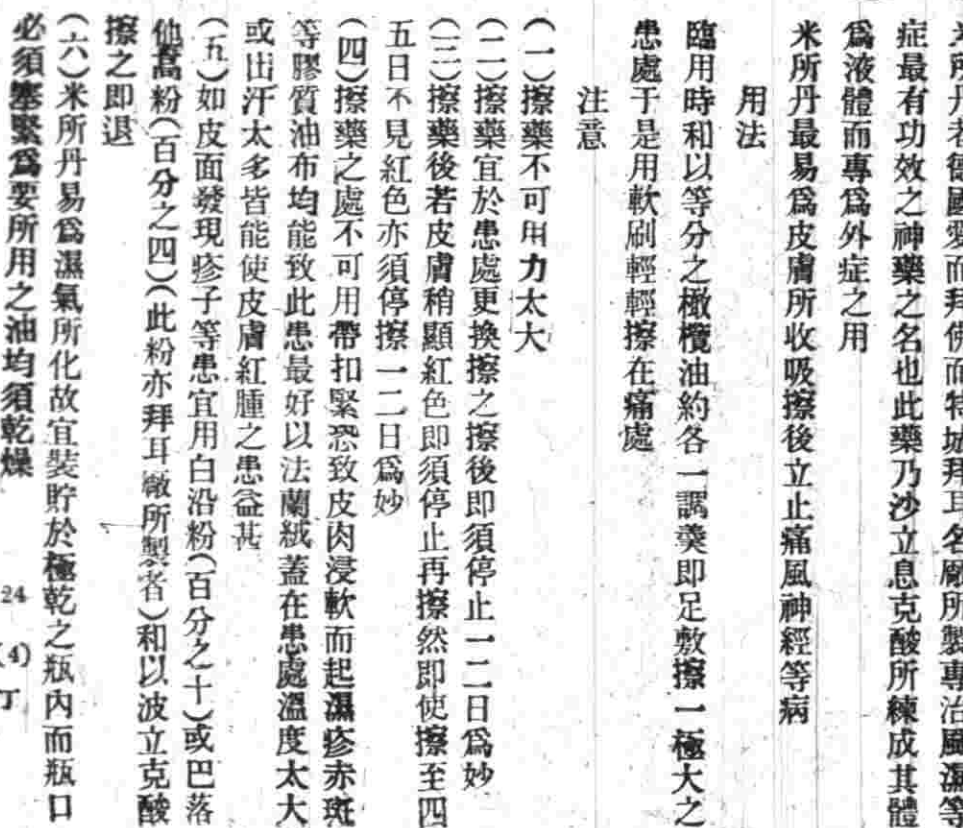 米所丹者德國愛而拜佛而特城拜耳名廠所製專治風濕等
症最有功效之神藥之名也此藥乃沙立息克酸所練成其體
爲液體而專爲外症之用
米所丹最易爲皮膚所收吸擦後立止痛風神經等病
用法
臨用時和以等分之橄欖油約各一調羹即足敷擦一極大之
患處于是用軟刷輕輕擦在痛處
注意
(一)擦藥不可用力太大
(二)擦藥宜於患處更換擦之擦後即須停止一二日爲妙
(三)擦藥後若皮膚稍顯紅色即須停止再擦然即使擦至四
五日不見紅色亦須停擦一二日爲妙
(四)擦藥之處不可用帶扣緊恐致皮肉浸軟而起濕疹赤斑
等膠質油布均能致此患最好以法蘭絨蓋在患處溫度太大
或出汗太多皆能使皮膚紅腫之患益甚
(五)如皮面發現疹子等患宜用白沿粉(百分之十)或巴落
他蒿粉(百分之四)(此粉亦拜耳廠所製者)和以波立克酸
擦之即退
(六)米所丹易爲濕氣所化故宜裝貯於極乾之瓶內而瓶口
必須塞緊爲要所用之油均須乾燥
24
(4)
丁